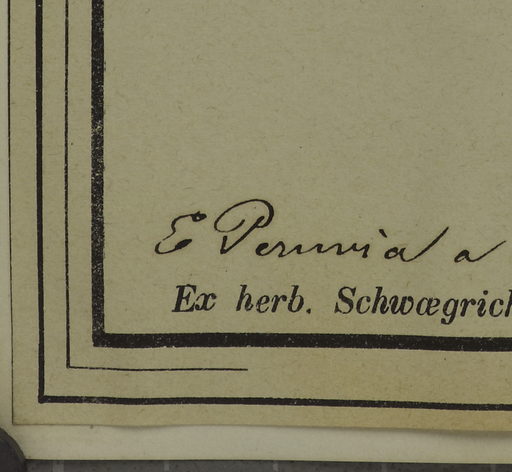 E Peruvia a
Ex herb. Schwægrich